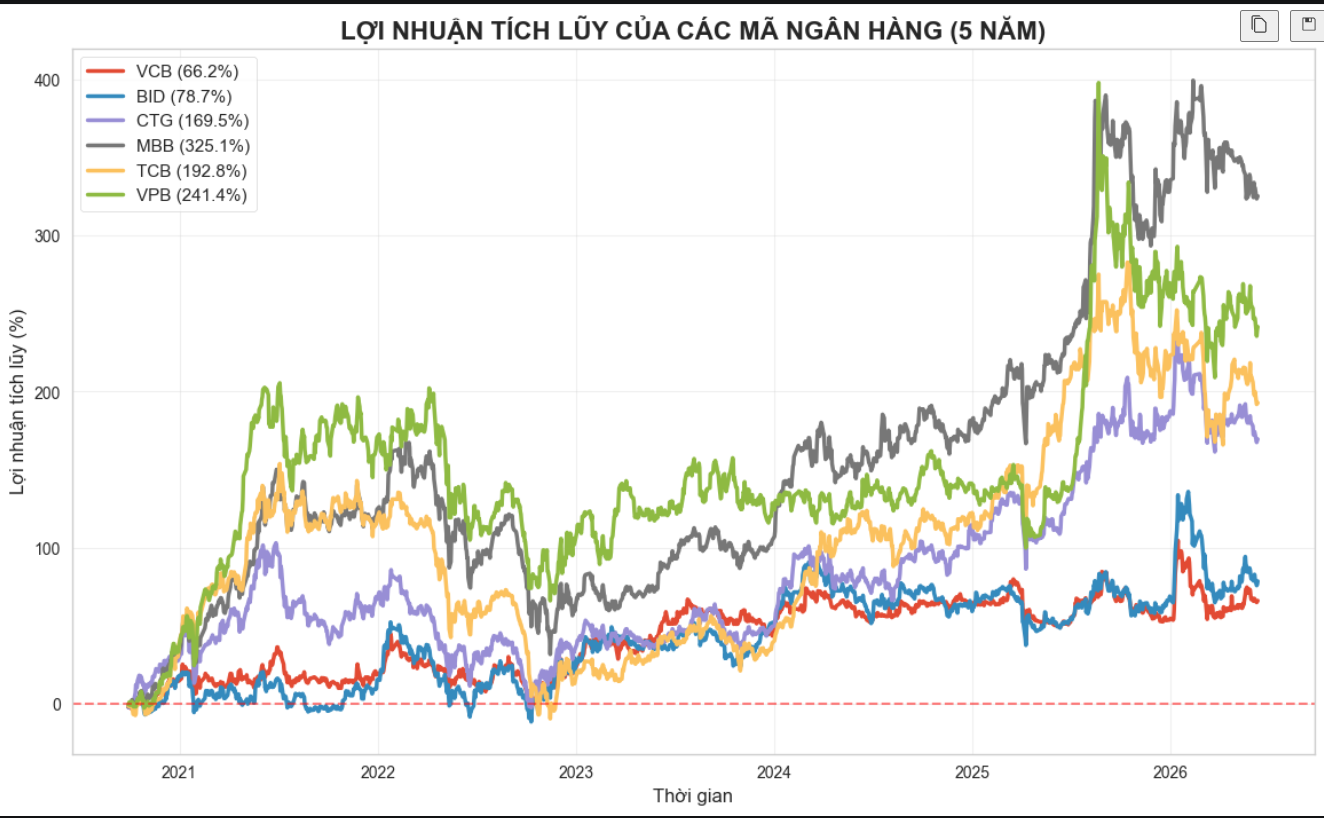 LỢI NHUẬN TÍCH LŨY CỦA CÁC MÃ NGÂN HÀNG (5 NĂM)
VCB (66.2%)
BID (78.7%)
CTG (169.5%)
MBB (325.1%)
TCB (192.8%)
VPB (241.4%)
400
300
200
100
0
Lợi nhuận tích lũy (%)
2021
2022
2023
2024
2025
2026
Thời gian